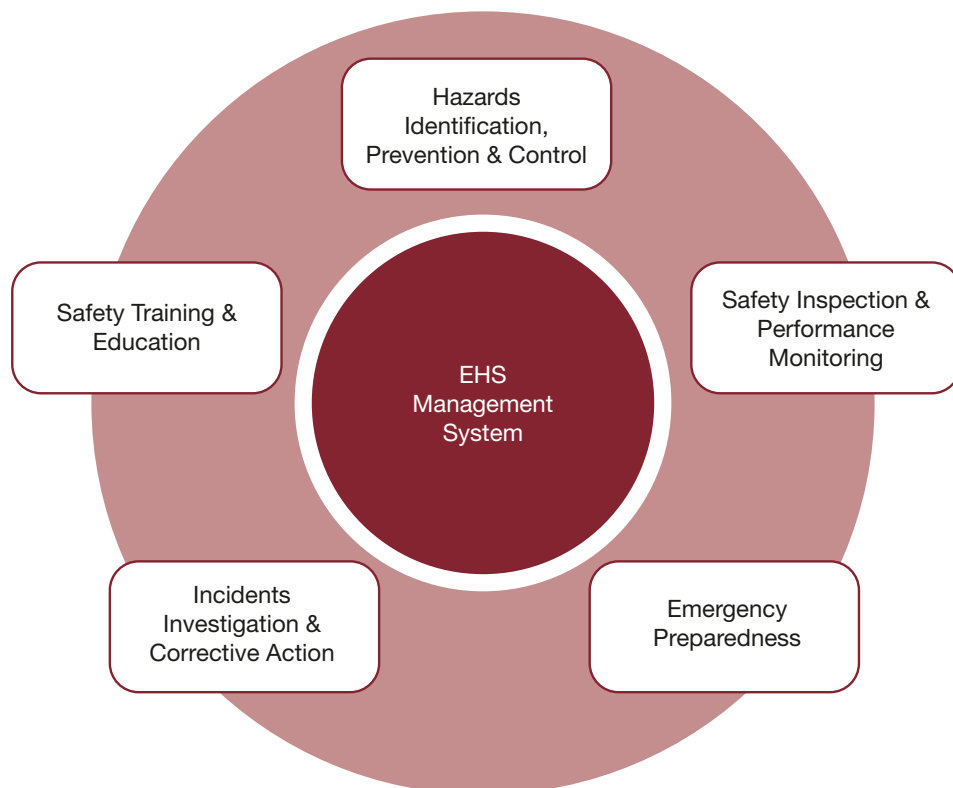 Hazards
Identification,
Prevention & Control
Safety Training &
Education
Safety Inspection &
Performance
Monitoring
EHS
Management
System
Incidents
Investigation &
Corrective Action
Emergency
Preparedness